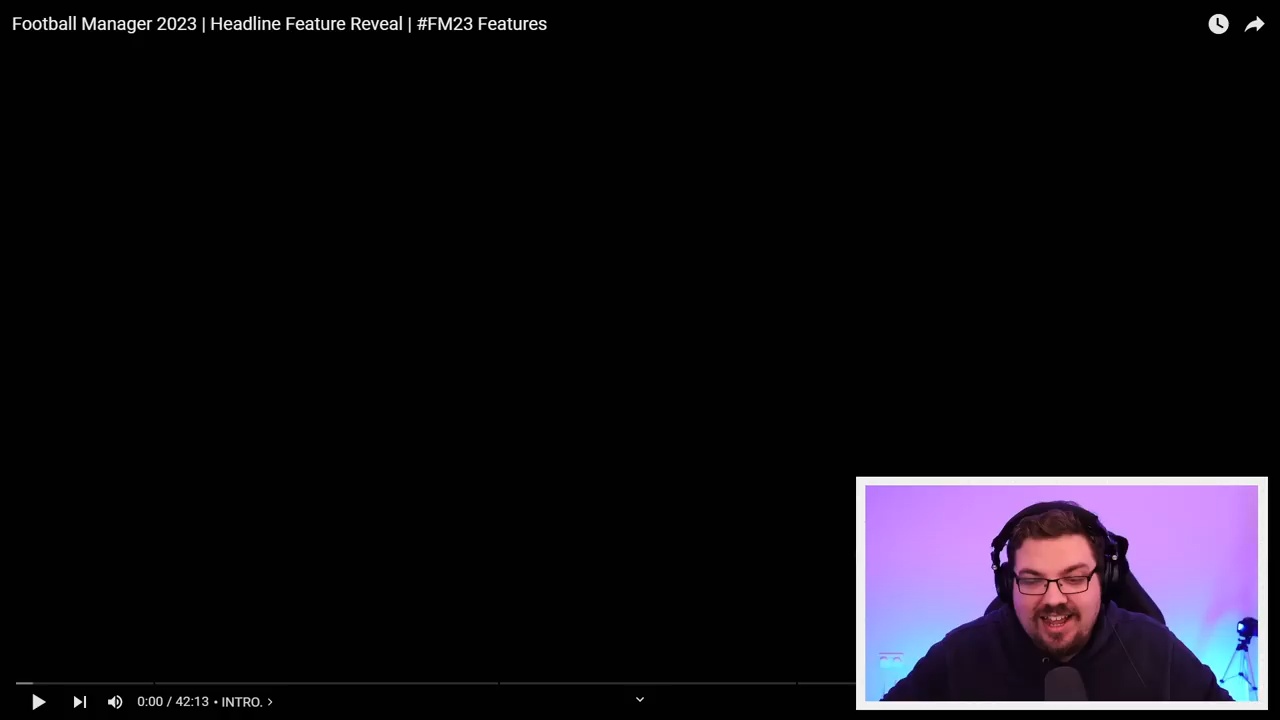 Football Manager 2023 | Headline Feature Reveal | #FM23 Features
0:00 / 42:13 • INTRO. >